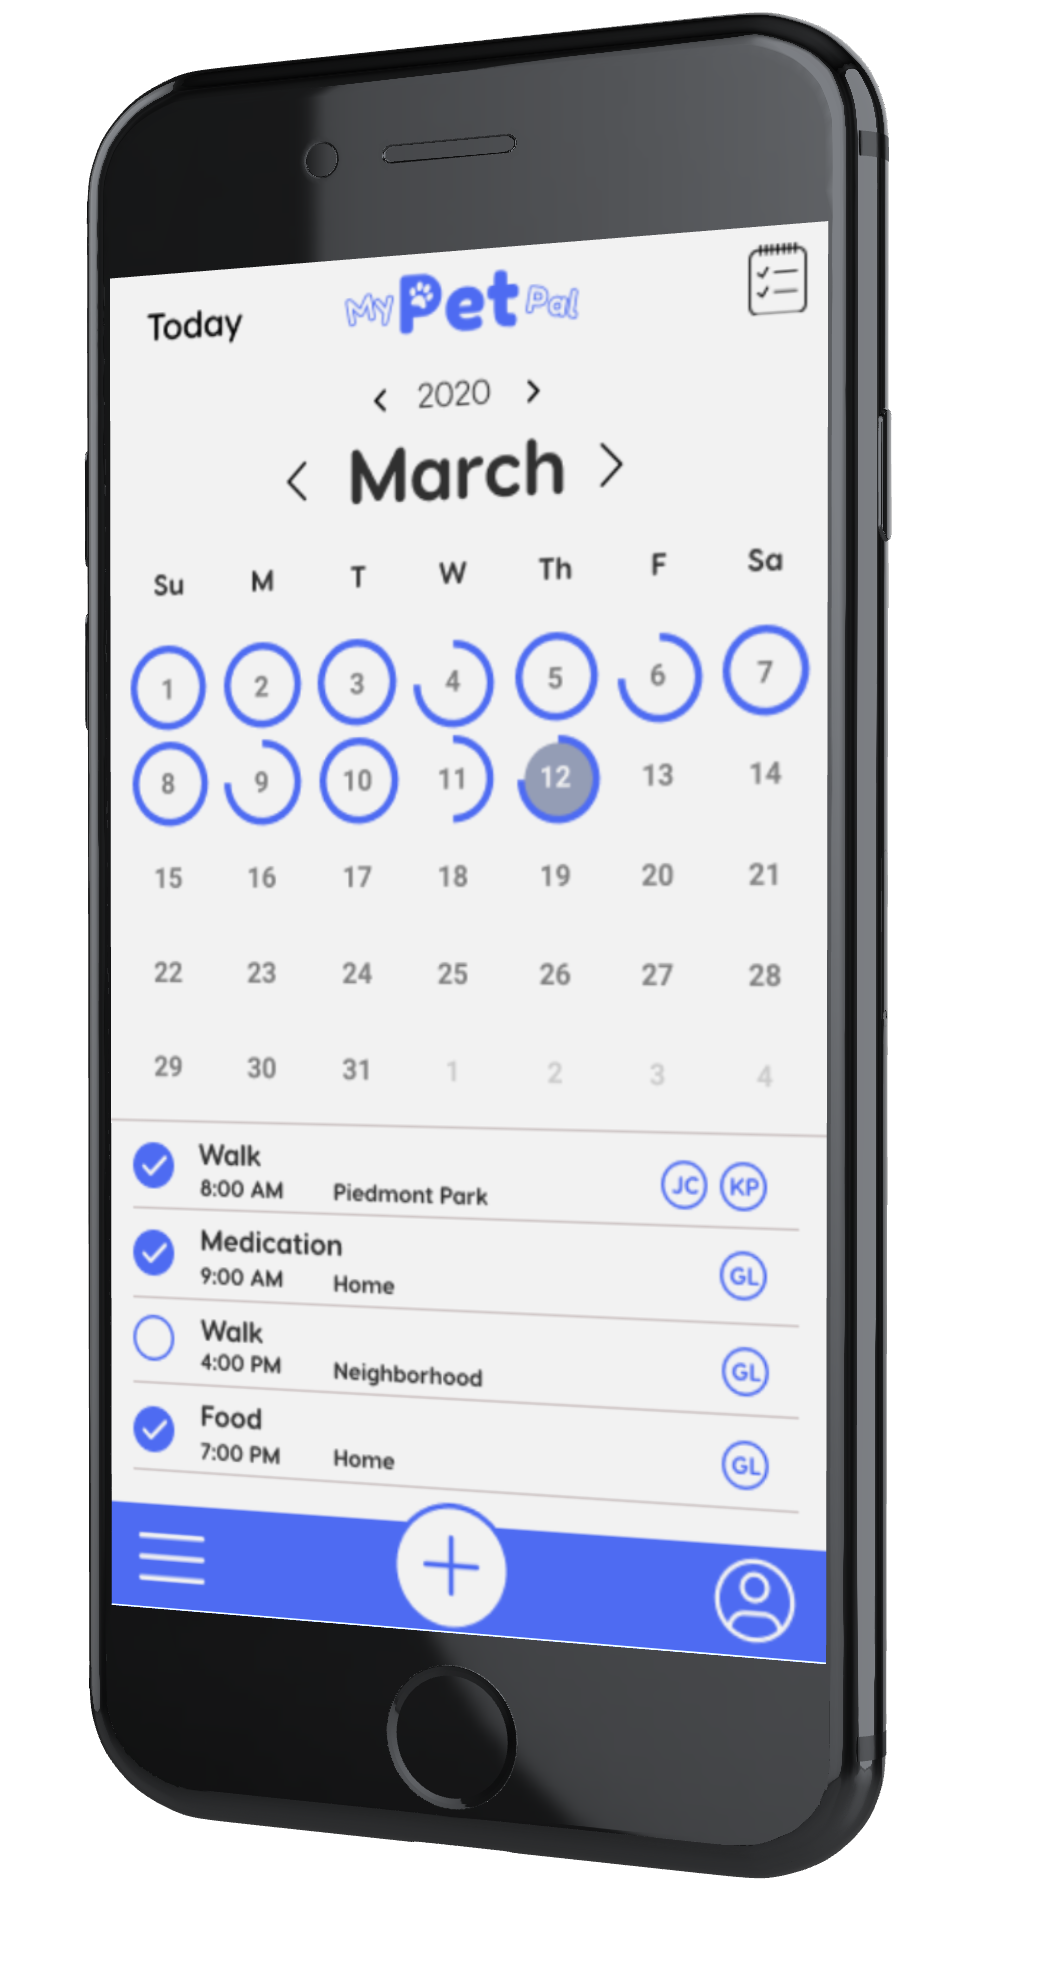 Today
My Pet Pal
< 2020 >
< March >
Su M T W Th F Sa
1 2 3 4 5 6 7
8 9 10 11 12 13 14
15 16 17 18 19 20 21
22 23 24 25 26 27 28
29 30 31 1 2 3 4
Walk
8:00 AM Piedmont Park JC KP
Medication
9:00 AM Home GL
Walk
4:00 PM Neighborhood GL
Food
7:00 PM Home GL